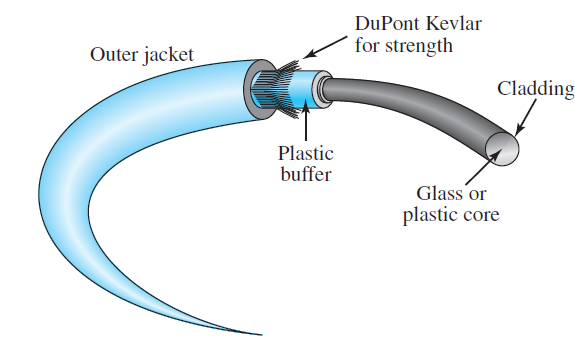 DuPont Kevlar
for strength
Outer jacket
Cladding
Plastic
buffer
Glass or
plastic core